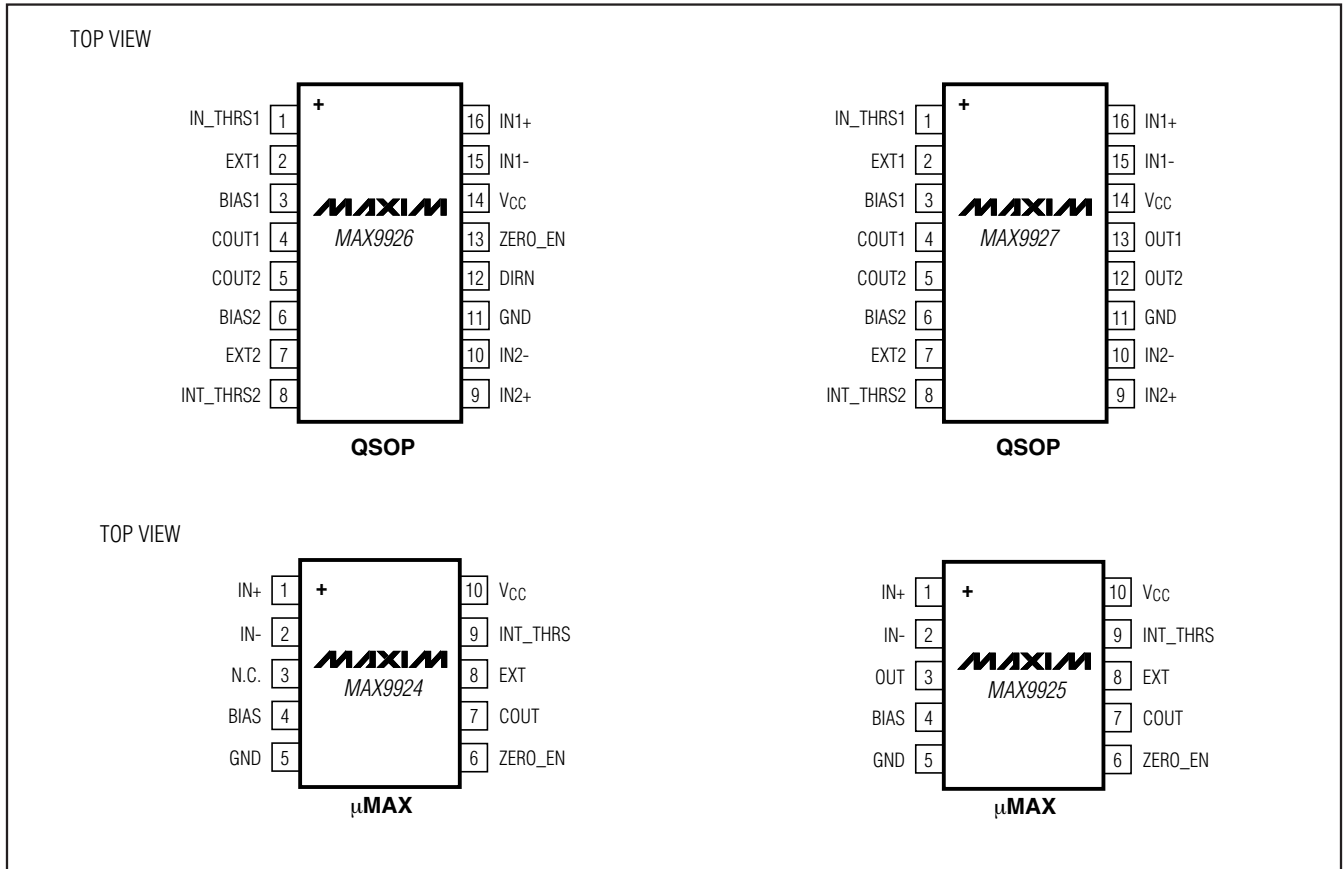 TOP VIEW
+
+
IN_THRS1 1 16 IN1+
IN_THRS1 1 16 IN1+
EXT1 2 15 IN1-
EXT1 2 15 IN1-
BIAS1 3 MAXIM 14 VCC
BIAS1 3 MAXIM 14 VCC
COUT1 4 MAX9926 13 ZERO_EN
COUT1 4 MAX9927 13 OUT1
COUT2 5 12 DIRN
COUT2 5 12 OUT2
BIAS2 6 11 GND
BIAS2 6 11 GND
EXT2 7 10 IN2-
EXT2 7 10 IN2-
INT_THRS2 8 9 IN2+
INT_THRS2 8 9 IN2+
QSOP
QSOP
TOP VIEW
IN+ 1 + 10 VCC
IN+ 1 + 10 VCC
IN- 2 9 INT_THRS
IN- 2 9 INT_THRS
MAXIM
MAXIM
N.C. 3 MAX9924 8 EXT
OUT 3 MAX9925 8 EXT
BIAS 4 7 COUT
BIAS 4 7 COUT
GND 5 6 ZERO_EN
GND 5 6 ZERO_EN
µMAX
µMAX